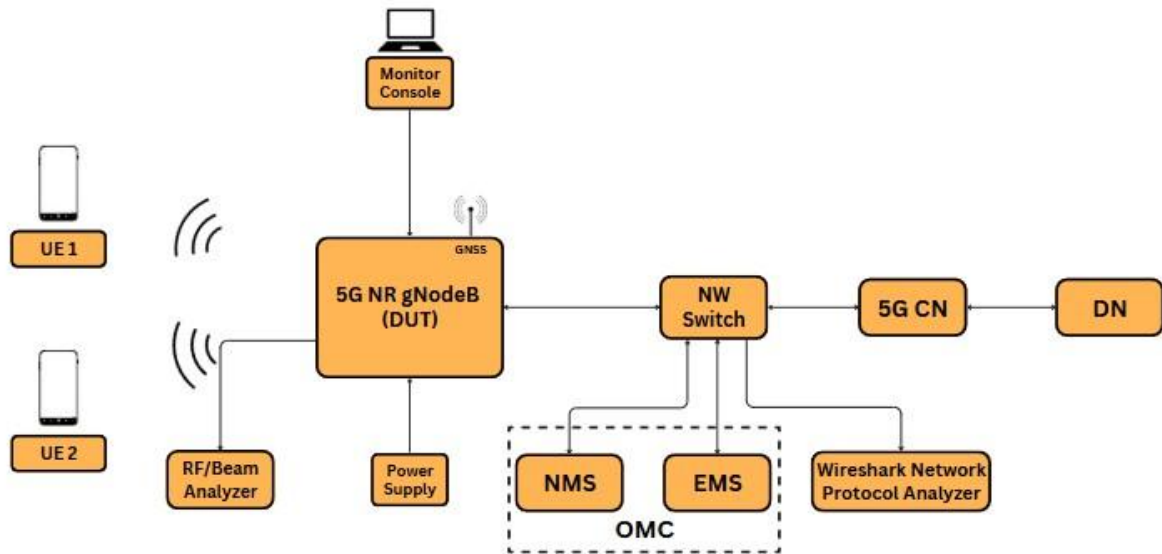 Monitor
Console
UE 1
GNSS
5G NR gNodeB
(DUT)
NW
Switch
5G CN
DN
UE 2
RF/Beam
Analyzer
Power
Supply
NMS
EMS
Wireshark Network
Protocol Analyzer
OMC